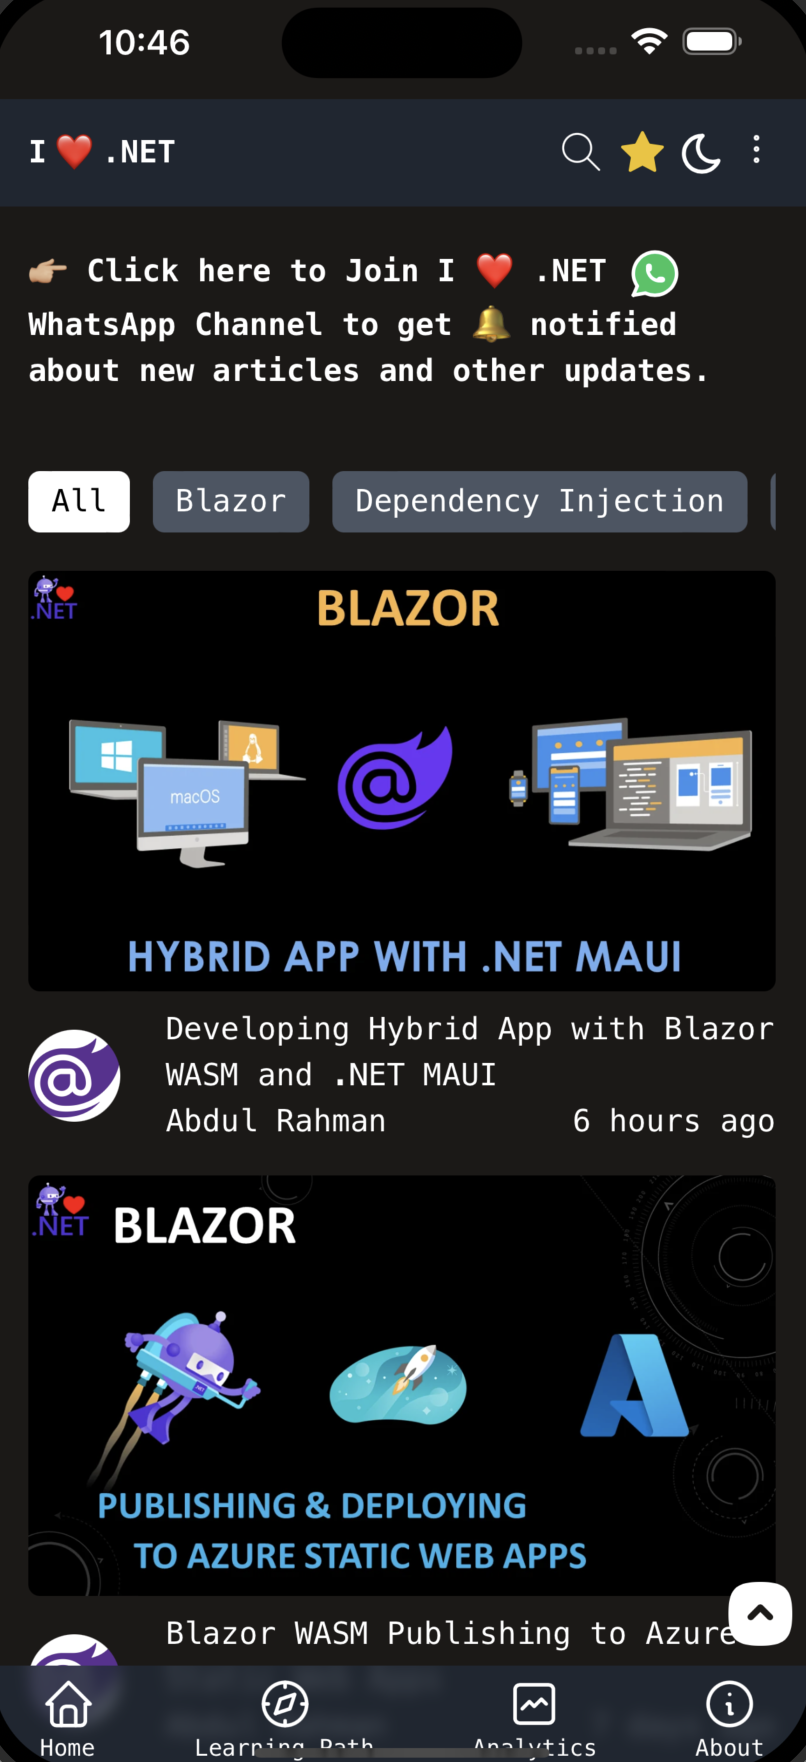 10:46
I ❤️ .NET
👉🏼 Click here to Join I ❤️ .NET
WhatsApp Channel to get 🔔 notified
about new articles and other updates.
All Blazor Dependency Injection
.NET
BLAZOR
macOS
HYBRID APP WITH .NET MAUI
Developing Hybrid App with Blazor
WASM and .NET MAUI
Abdul Rahman 6 hours ago
.NET
BLAZOR
PUBLISHING & DEPLOYING
TO AZURE STATIC WEB APPS
Blazor WASM Publishing to Azure
Home Learning Path Analytics About